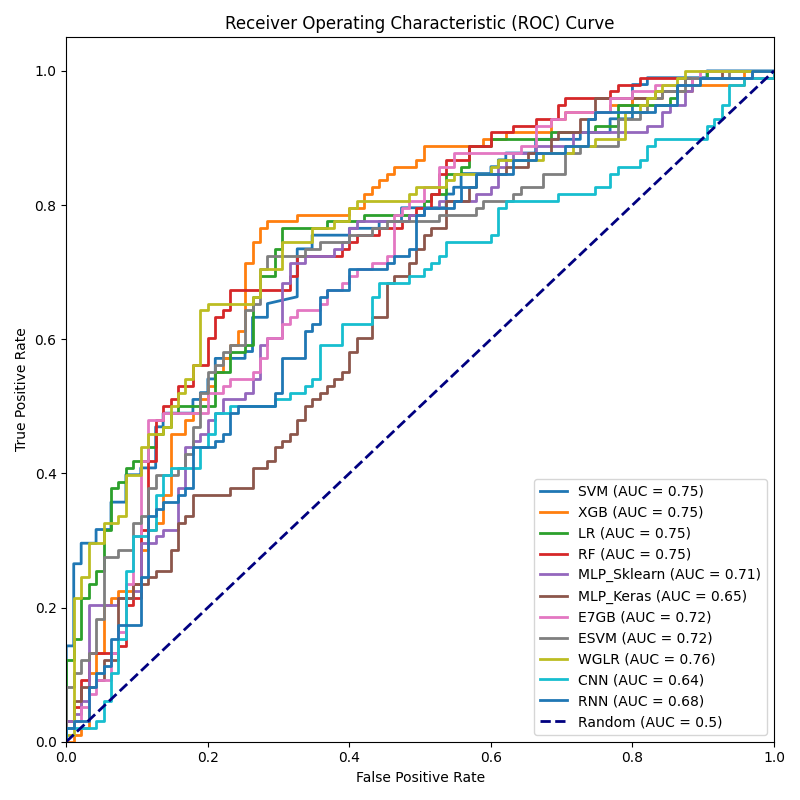 Receiver Operating Characteristic (ROC) Curve
1.0
0.8
0.6
0.4
0.2
0.0
True Positive Rate
SVM (AUC = 0.75)
XGB (AUC = 0.75)
LR (AUC = 0.75)
RF (AUC = 0.75)
MLP_Sklearn (AUC = 0.71)
MLP_Keras (AUC = 0.65)
E7GB (AUC = 0.72)
ESVM (AUC = 0.72)
WGLR (AUC = 0.76)
CNN (AUC = 0.64)
RNN (AUC = 0.68)
Random (AUC = 0.5)
0.0 0.2 0.4 0.6 0.8 1.0
False Positive Rate